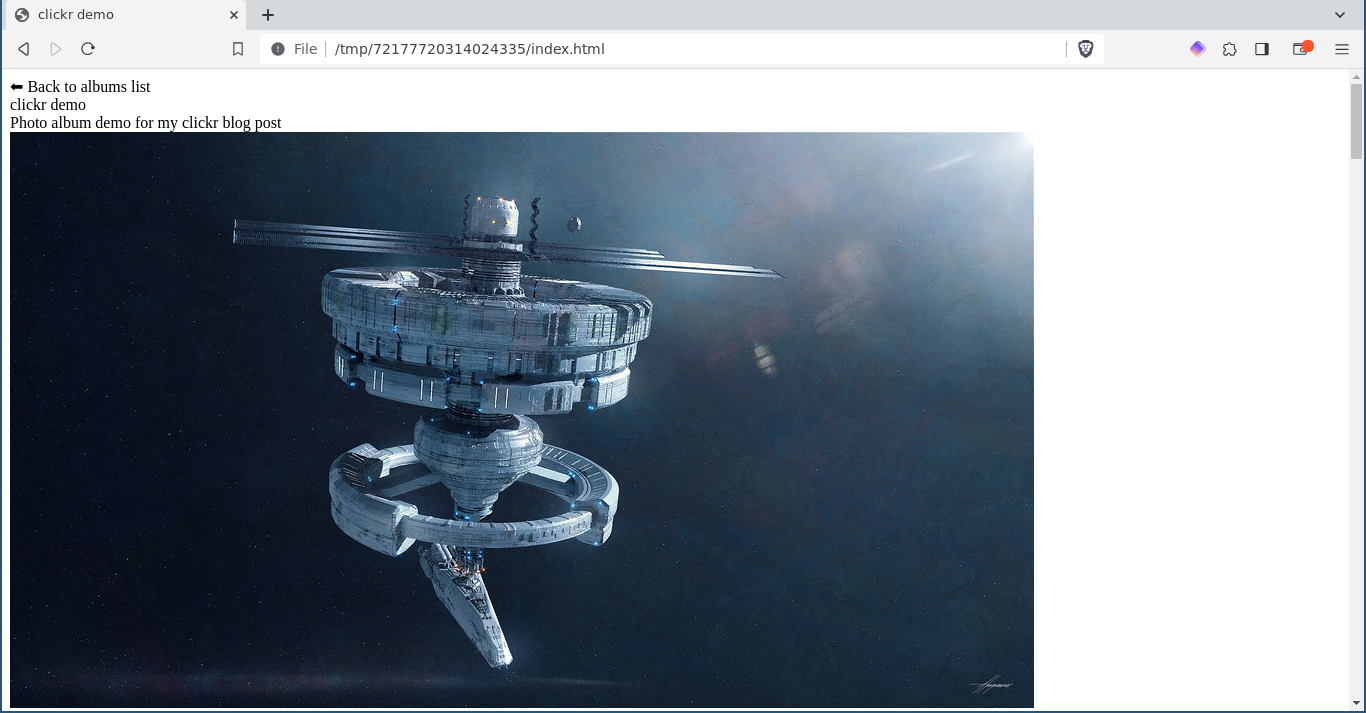 clickr demo
File /tmp/72177720314024335/index.html
⬅ Back to albums list
clickr demo
Photo album demo for my clickr blog post